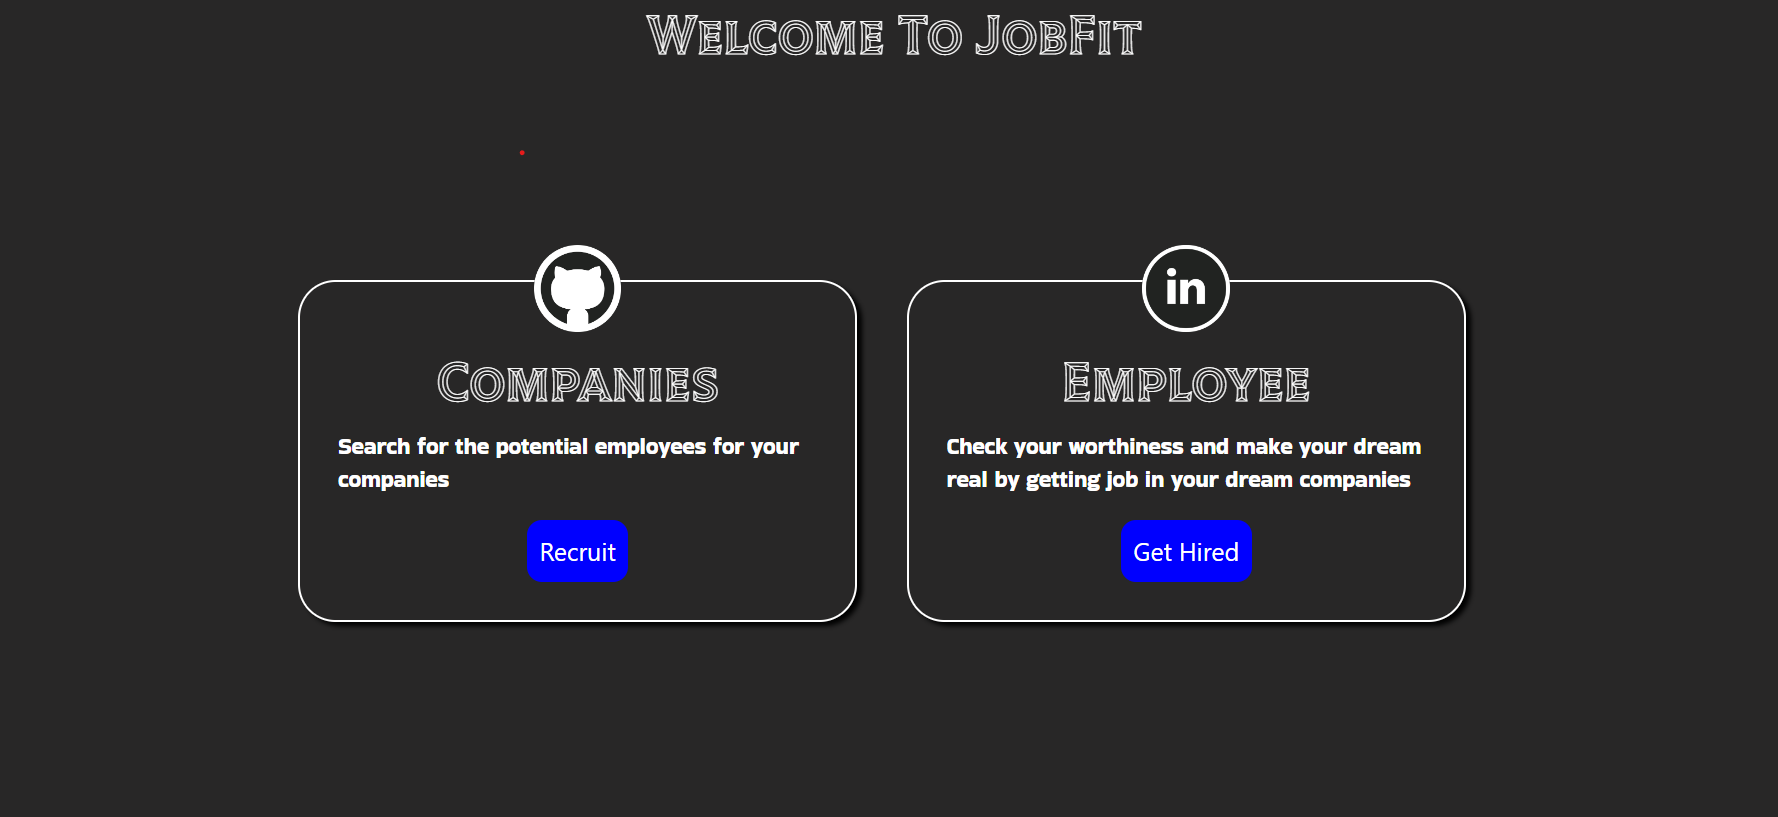 Welcome To JobFit
in
Companies
Employee
Search for the potential employees for your
companies
Check your worthiness and make your dream
real by getting job in your dream companies
Recruit
Get Hired